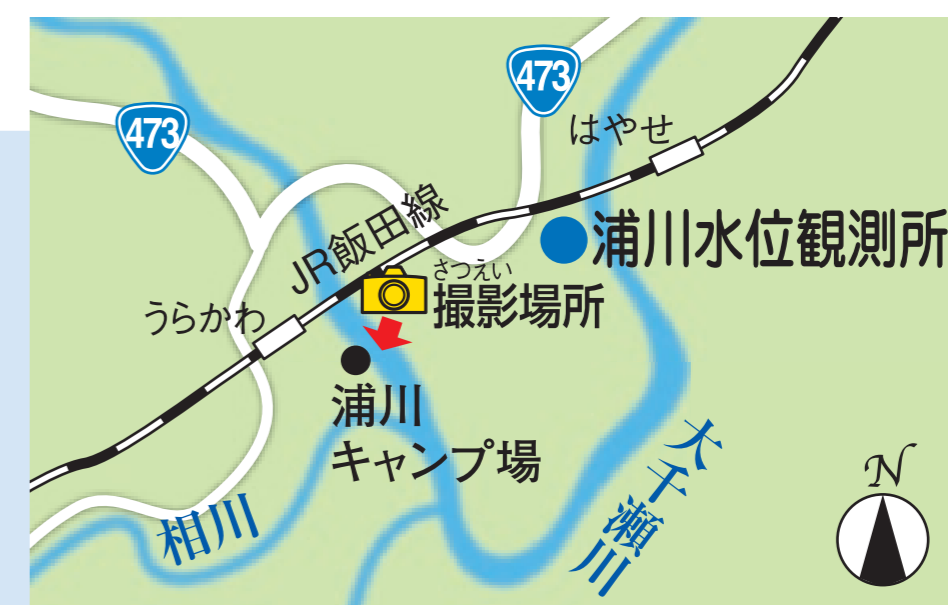 473
473
はやせ
浦川水位観測所
JR飯田線
さつえい
撮影場所
うらかわ
浦川
キャンプ場
大千瀬川
相川
N